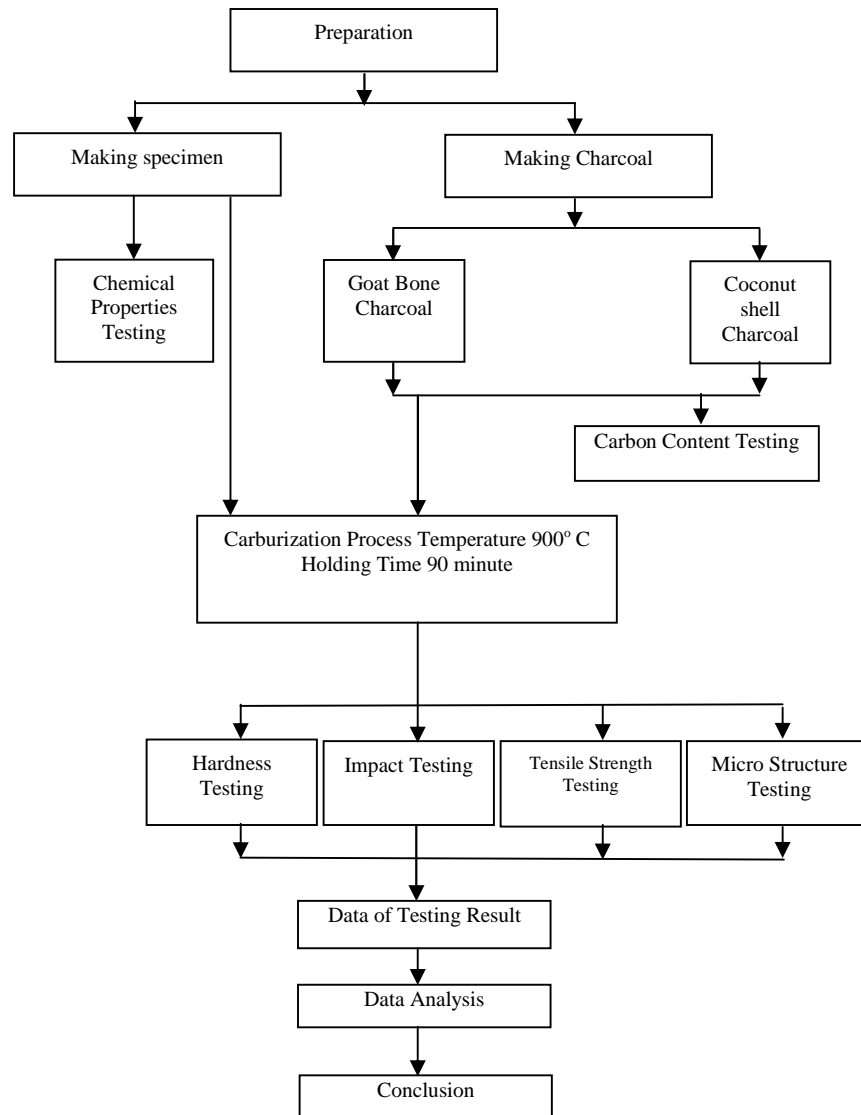 Preparation
Making specimen
Making Charcoal
Chemical
Properties
Testing
Goat Bone
Charcoal
Coconut
shell
Charcoal
Carbon Content Testing
Carburization Process Temperature 900° C
Holding Time 90 minute
Hardness
Testing
Impact Testing
Tensile Strength
Testing
Micro Structure
Testing
Data of Testing Result
Data Analysis
Conclusion